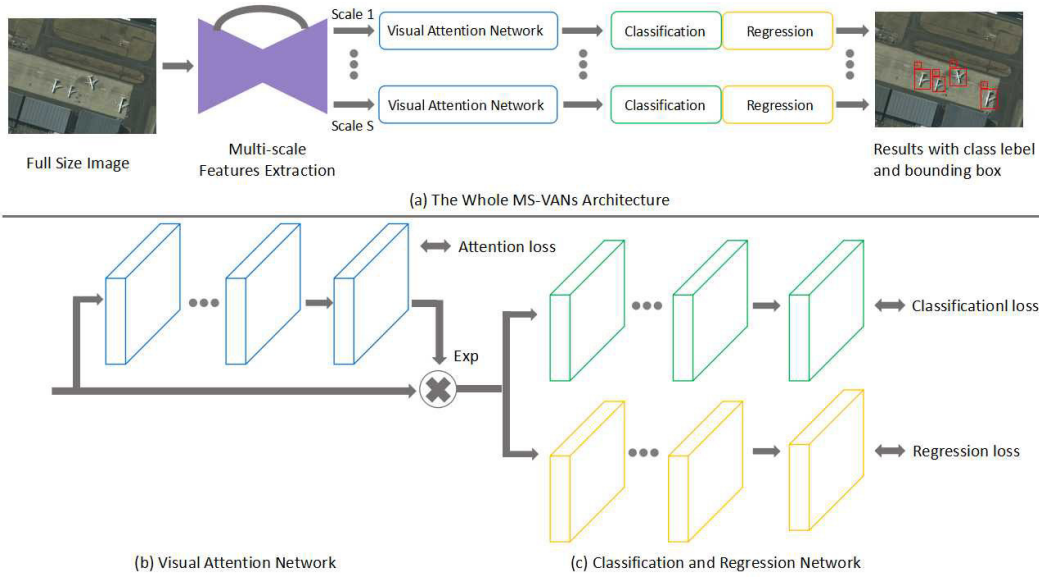 Scale 1
Visual Attention Network
Classification
Regression
Visual Attention Network
Classification
Regression
Scale S
Full Size Image
Multi-scale
Features Extraction
Results with class lebel
and bounding box
(a) The Whole MS-VANs Architecture
Attention loss
Classificationl loss
Exp
Regression loss
(b) Visual Attention Network
(c) Classification and Regression Network